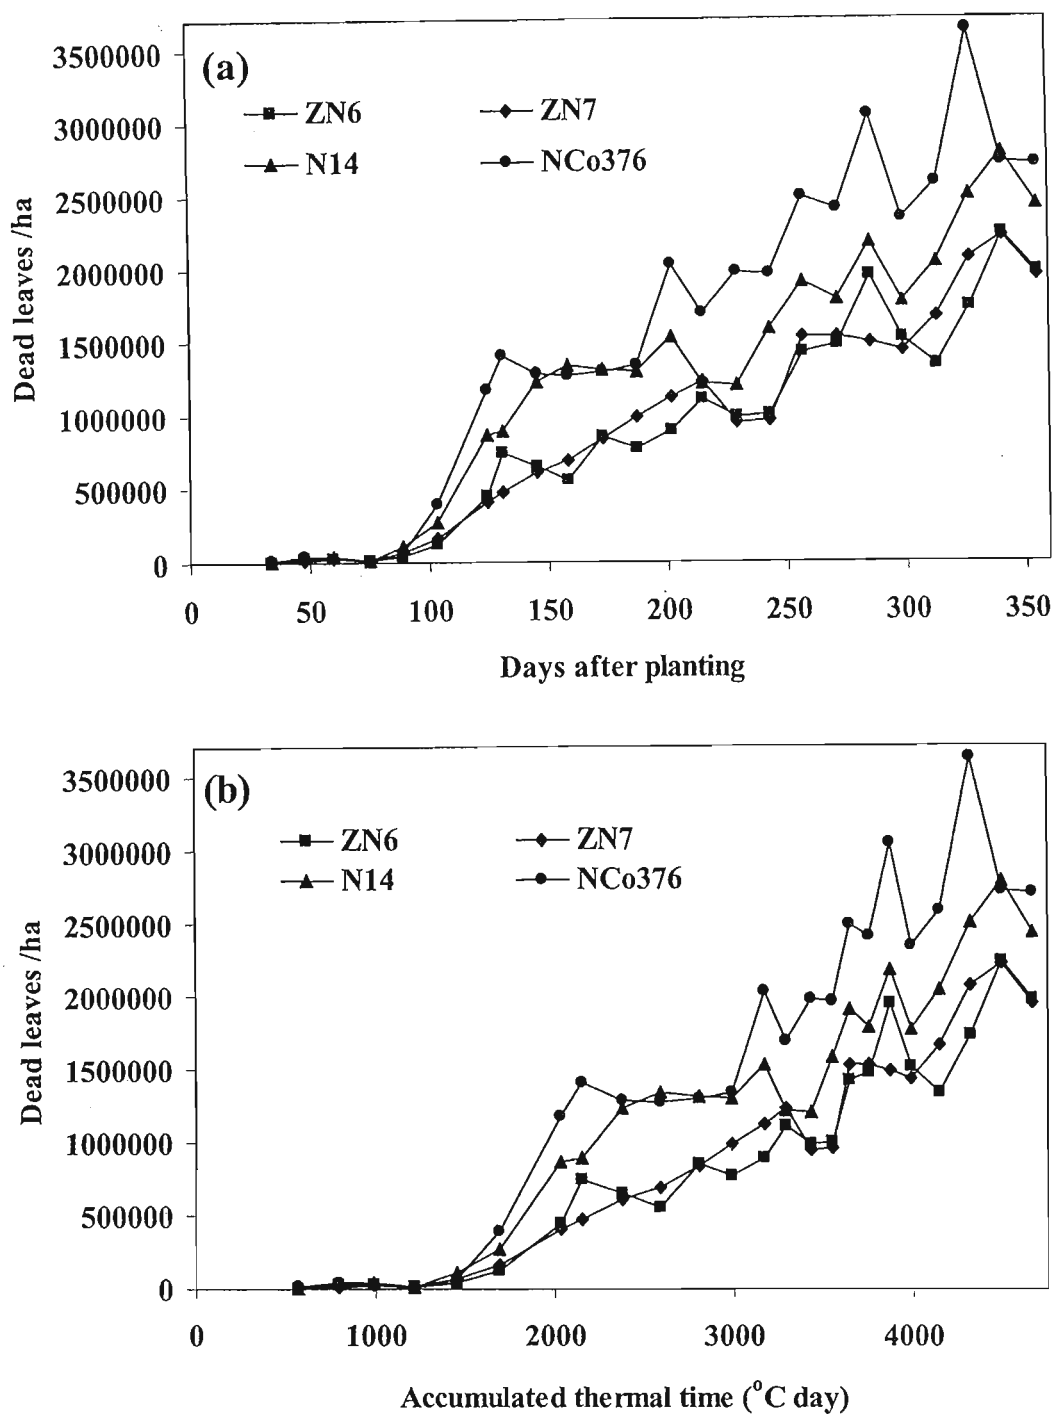 (a)
ZN6 ZN7
N14 NCo376
3500000
3000000
2500000
2000000
1500000
1000000
500000
0
Dead leaves /ha
0 50 100 150 200 250 300 350
Days after planting
(b)
ZN6 ZN7
N14 NCo376
3500000
3000000
2500000
2000000
1500000
1000000
500000
0
Dead leaves /ha
0 1000 2000 3000 4000
Accumulated thermal time (°C day)